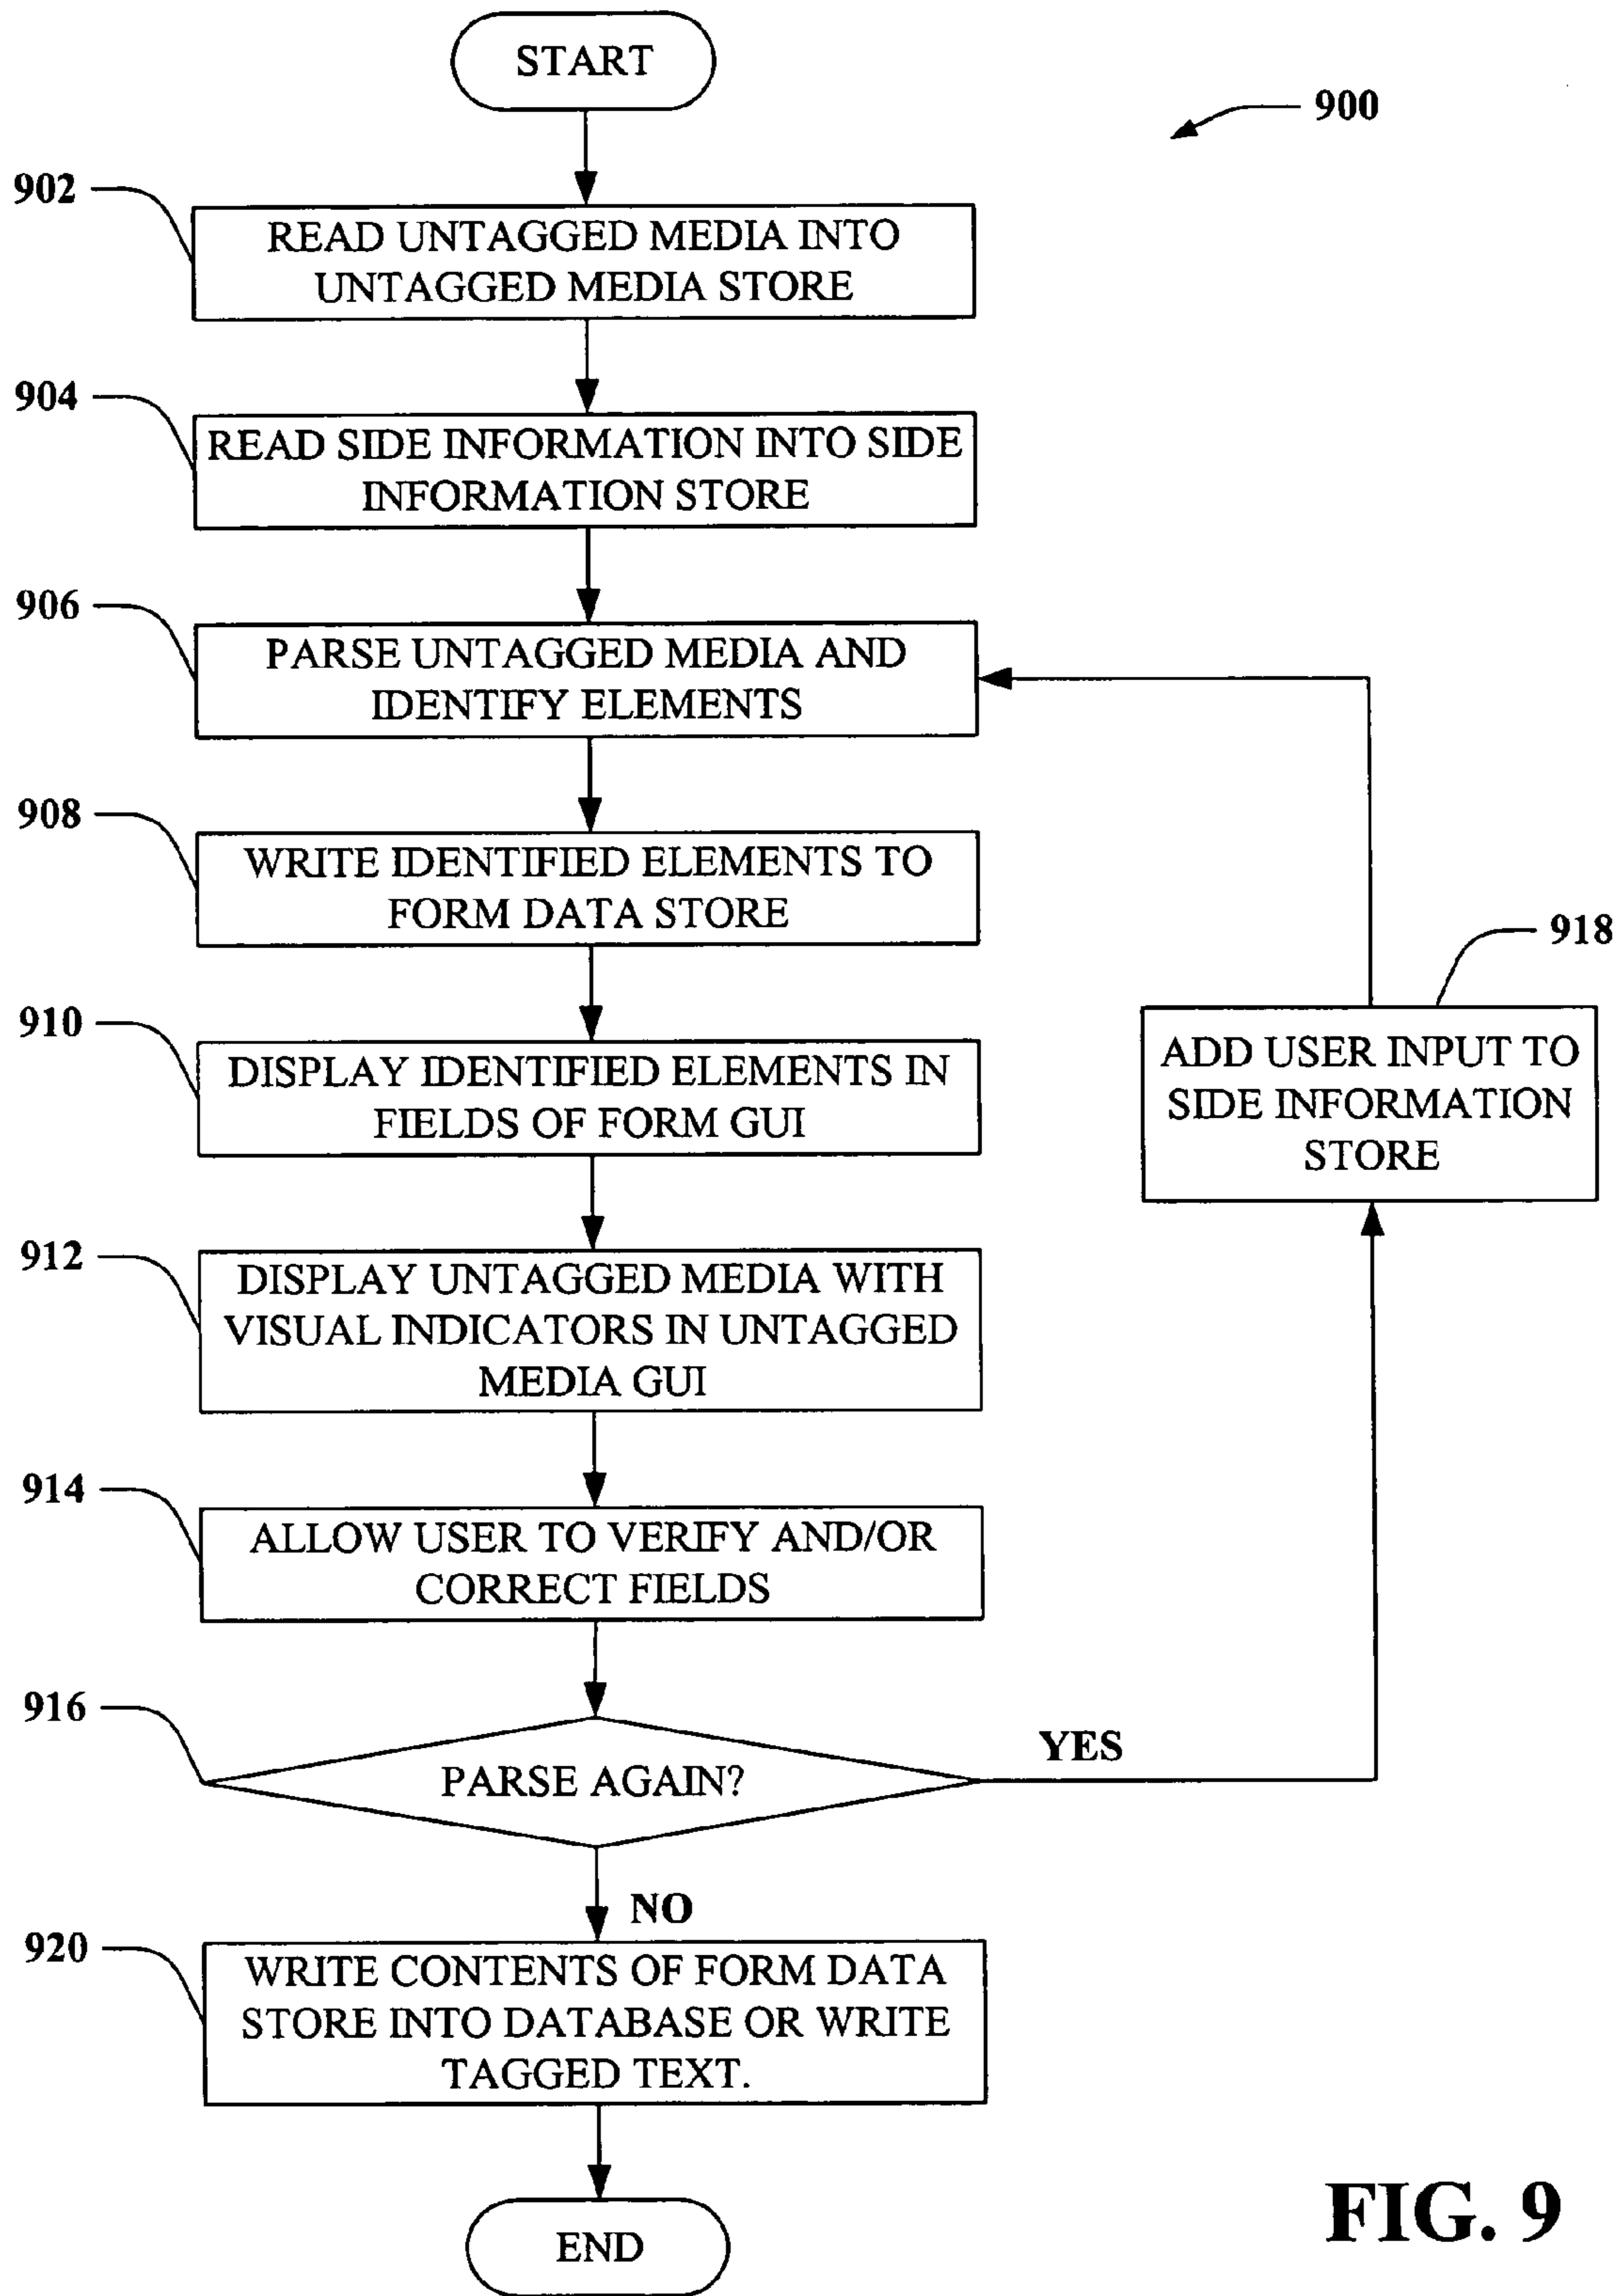 START
900
902
READ UNTAGGED MEDIA INTO
UNTAGGED MEDIA STORE
904
READ SIDE INFORMATION INTO SIDE
INFORMATION STORE
906
PARSE UNTAGGED MEDIA AND
IDENTIFY ELEMENTS
908
WRITE IDENTIFIED ELEMENTS TO
FORM DATA STORE
910
DISPLAY IDENTIFIED ELEMENTS IN
FIELDS OF FORM GUI
918
ADD USER INPUT TO
SIDE INFORMATION
STORE
912
DISPLAY UNTAGGED MEDIA WITH
VISUAL INDICATORS IN UNTAGGED
MEDIA GUI
914
ALLOW USER TO VERIFY AND/OR
CORRECT FIELDS
916
PARSE AGAIN?
YES
NO
920
WRITE CONTENTS OF FORM DATA
STORE INTO DATABASE OR WRITE
TAGGED TEXT.
END
FIG. 9